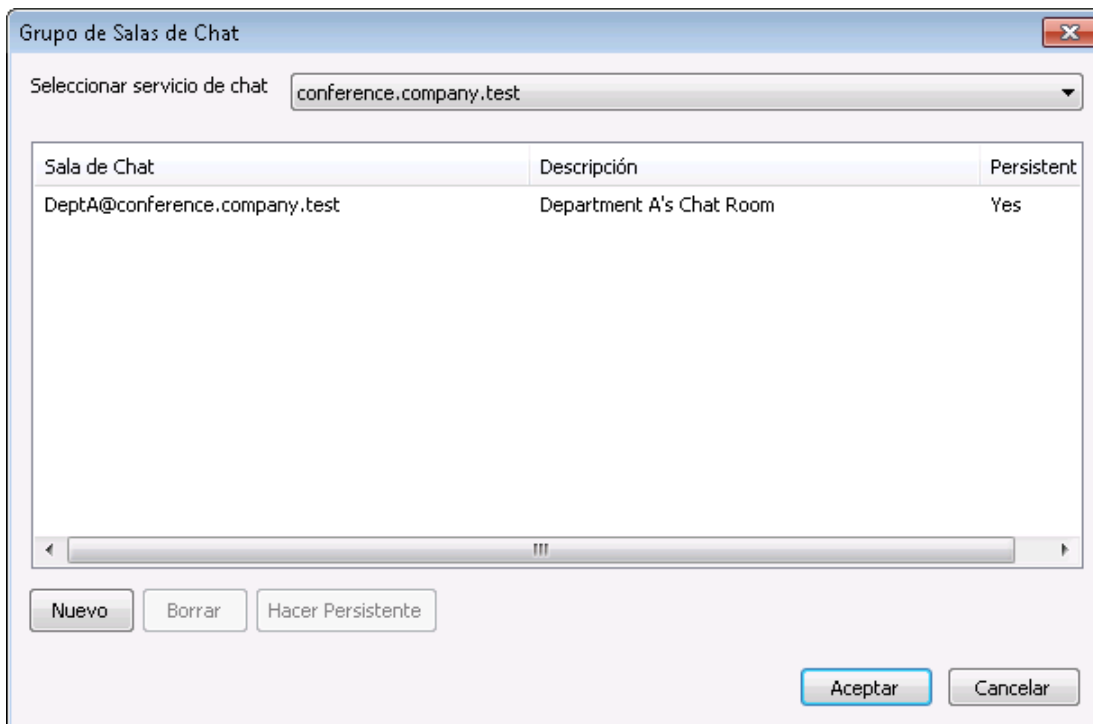 Grupo de Salas de Chat
Seleccionar servicio de chat conference.company.test
Sala de Chat Descripción Persistent
DeptA@conference.company.test Department A's Chat Room Yes
Nuevo Borrar Hacer Persistente
Aceptar Cancelar